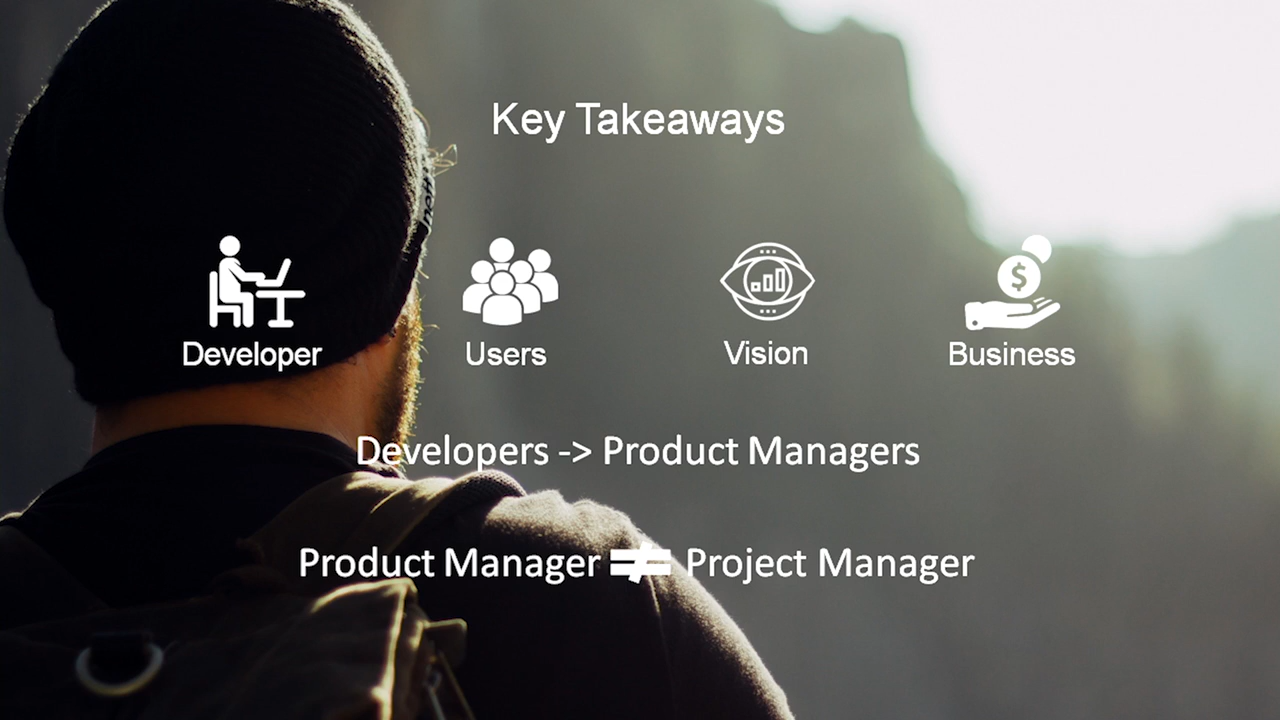 Key Takeaways
Developer
Users
Vision
Business
Developers -> Product Managers
Product Manager ≠ Project Manager